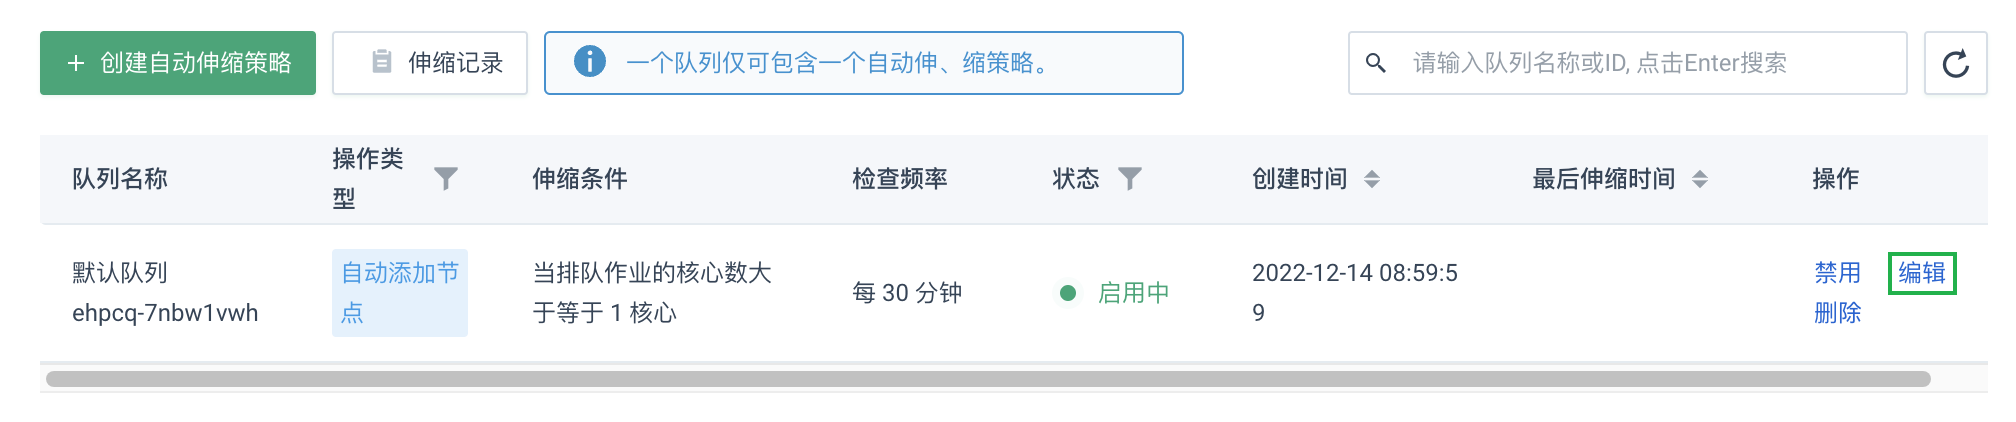 + 创建自动伸缩策略
伸缩记录
一个队列仅可包含一个自动伸、缩策略。
请输入队列名称或ID, 点击Enter搜索
队列名称
操作类
型
伸缩条件
检查频率
状态
创建时间
最后伸缩时间
操作
默认队列
ehpcq-7nbw1vwh
自动添加节
点
当排队作业的核心数大
于等于 1 核心
每 30 分钟
启用中
2022-12-14 08:59:5
9
禁用 编辑
删除